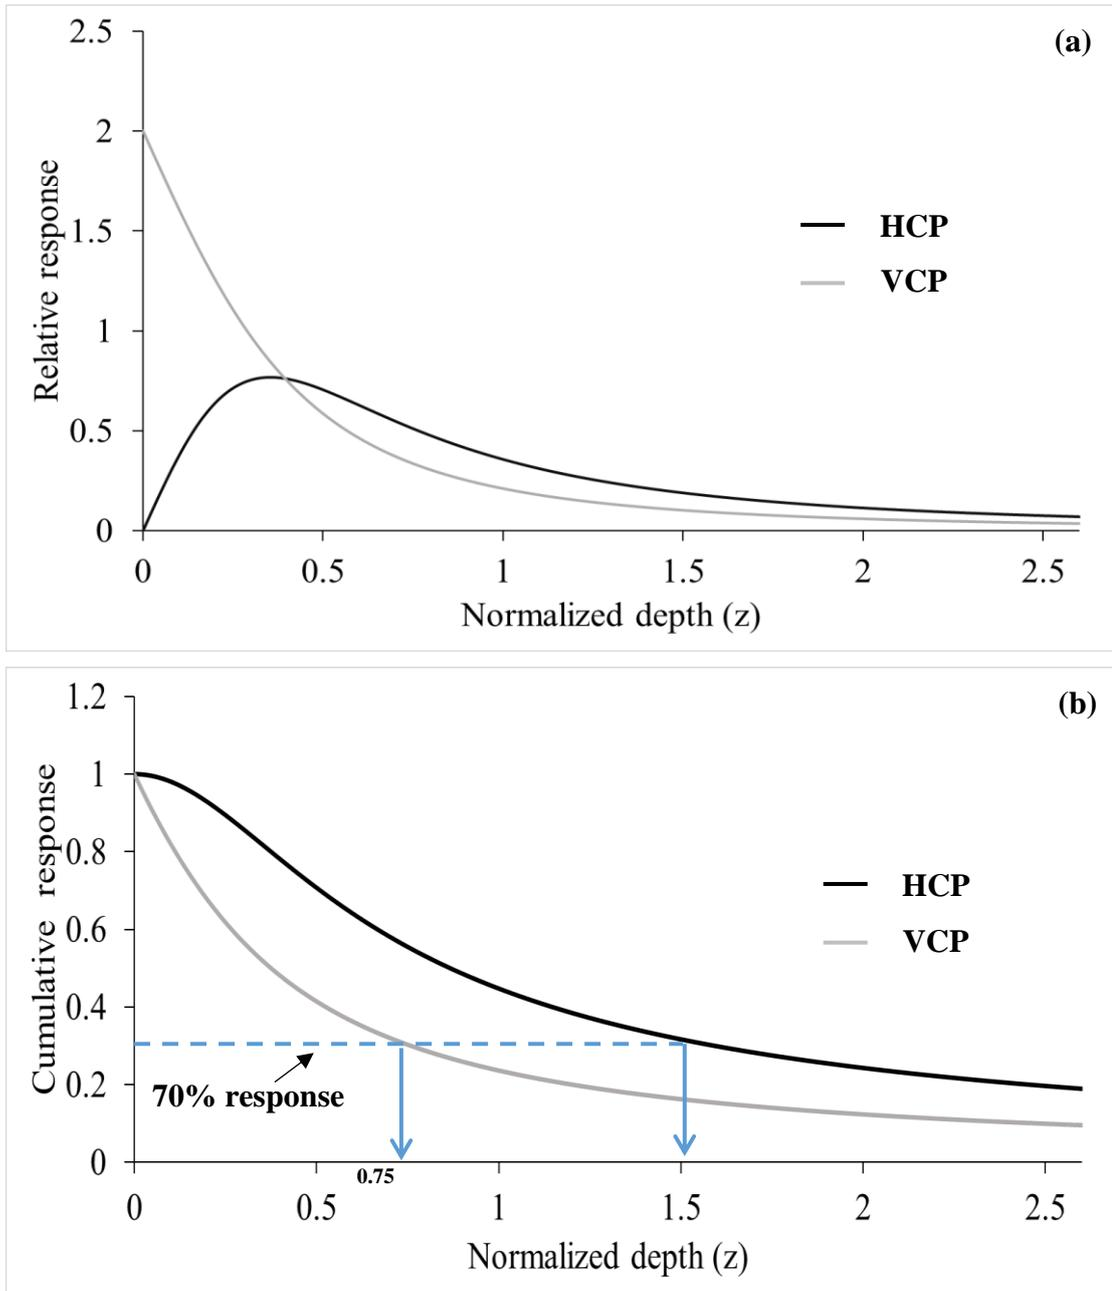 (a)
2.5
2
1.5
1
0.5
0
Relative response
HCP
VCP
0 0.5 1 1.5 2 2.5
Normalized depth (z)
(b)
1.2
1
0.8
0.6
0.4
0.2
0
Cumulative response
HCP
VCP
70% response
0.75
0 0.5 1 1.5 2 2.5
Normalized depth (z)